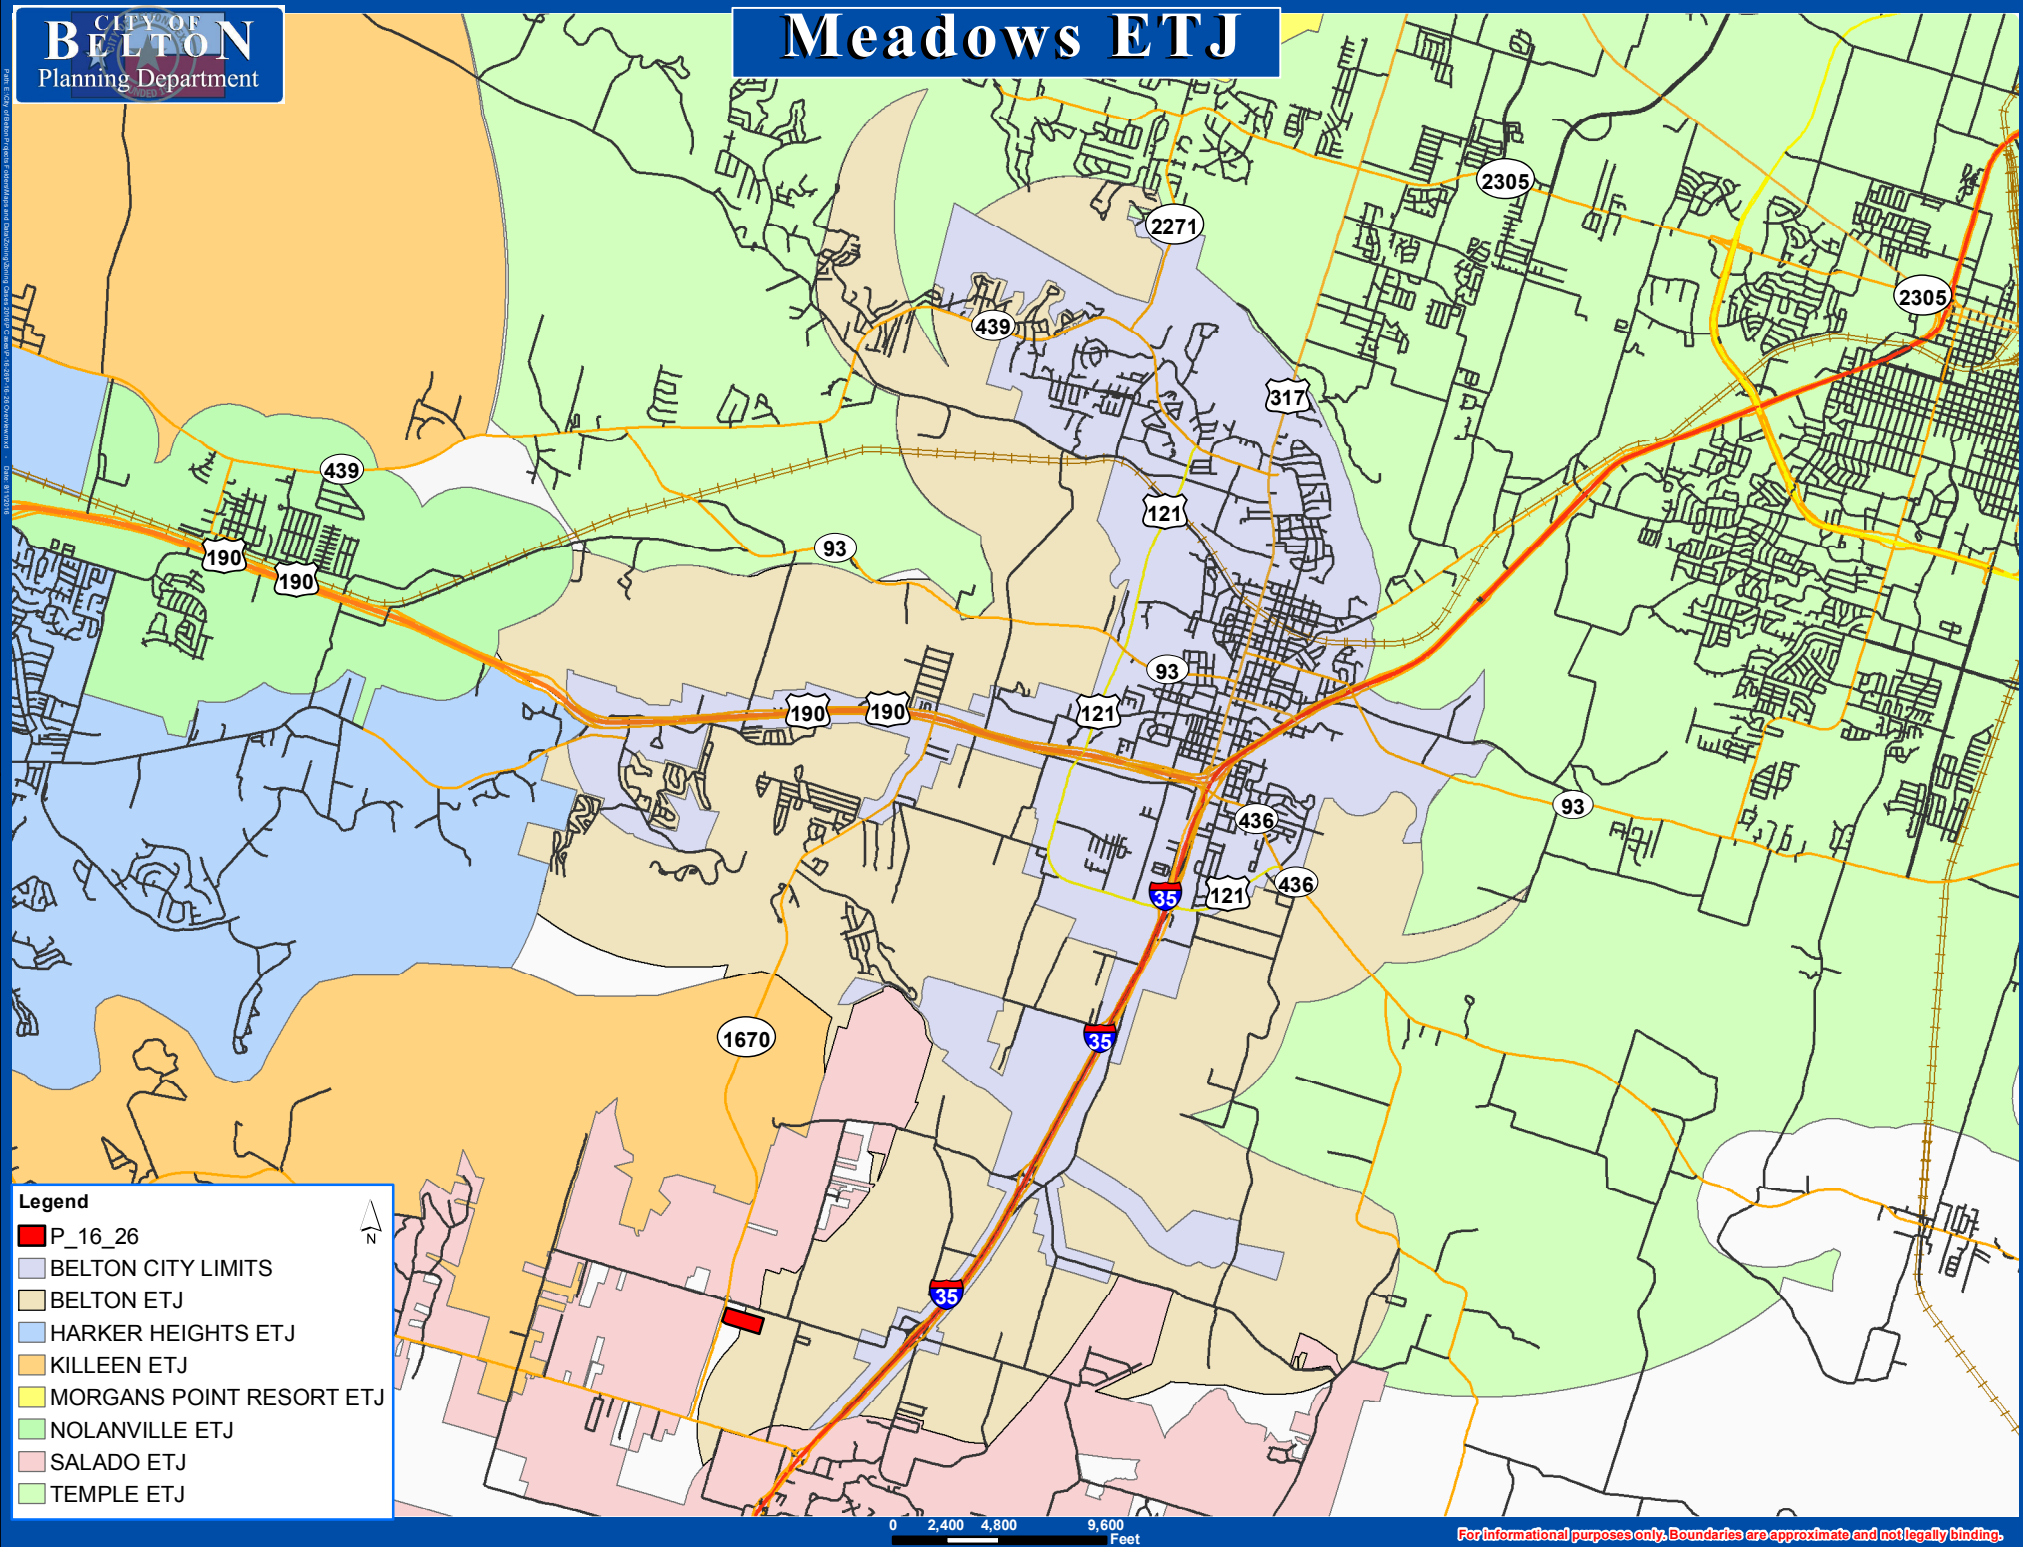 CITY OF
BELTON
Planning Department
Meadows ETJ
2305
2271
2305
439
317
439
121
190
93
190
93
190
190
121
93
436
35
121
436
35
1670
35
Legend
N
P_16_26
BELTON CITY LIMITS
BELTON ETJ
HARKER HEIGHTS ETJ
KILLEEN ETJ
MORGANS POINT RESORT ETJ
NOLANVILLE ETJ
SALADO ETJ
TEMPLE ETJ
0 2,400 4,800 9,600
Feet
For informational purposes only. Boundaries are approximate and not legally binding.